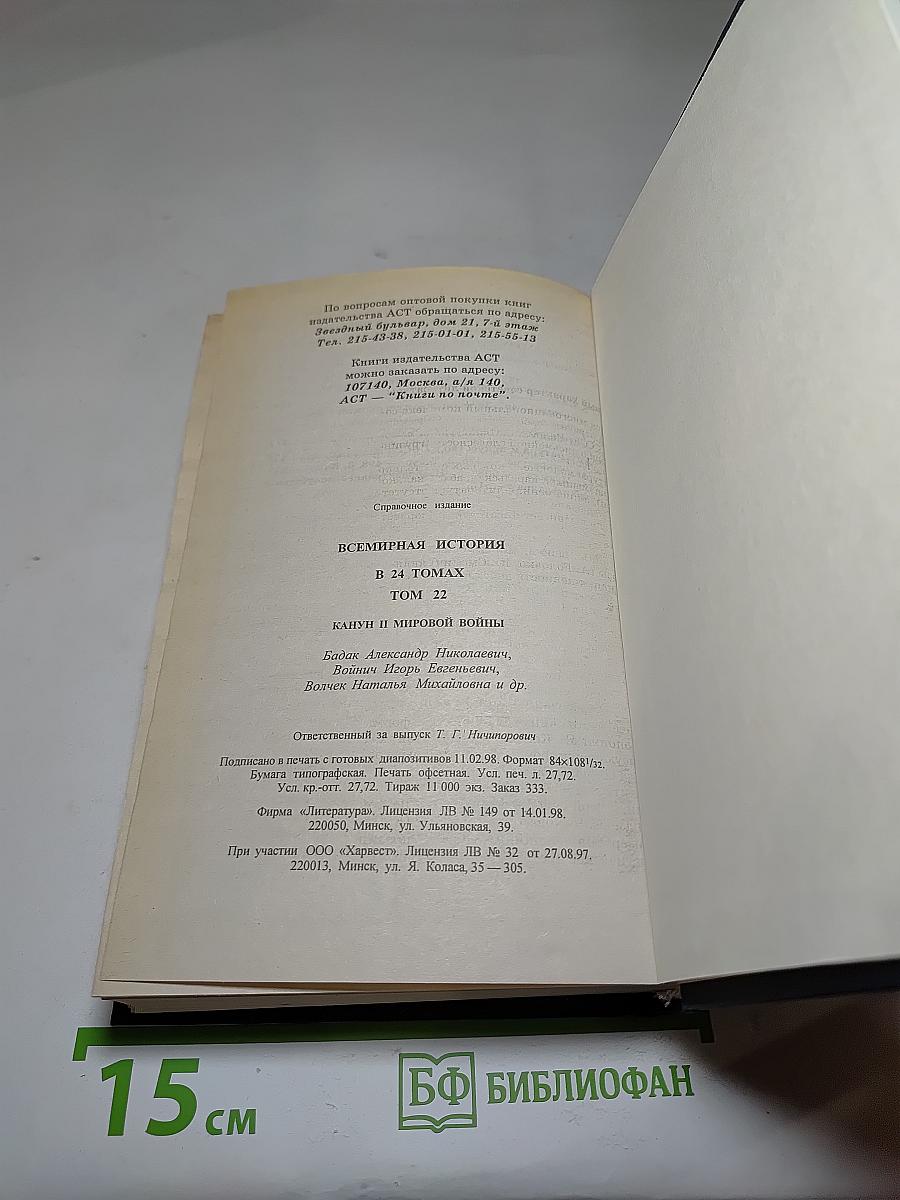 По вопросам оптовой покупки книг
издательства АСТ обращаться по адресу:
Звездный бульвар, дом 21, 7-й этаж
Тел. 215-43-38, 215-01-01, 215-55-13
Книги издательства АСТ
можно заказать по адресу:
107140, Москва, а/я 140,
АСТ — "Книги по почте".
Справочное издание
ВСЕМИРНАЯ ИСТОРИЯ
В 24 ТОМАХ
ТОМ 22
КАНУН II МИРОВОЙ ВОЙНЫ
Бадак Александр Николаевич,
Войнич Игорь Евгеньевич,
Волчек Наталья Михайловна и др.
Ответственный за выпуск Т. Г. Ничипорович
Подписано в печать с готовых диапозитивов 11.02.98. Формат 84×108¹/₃₂.
Бумага типографская. Печать офсетная. Усл. печ. л. 27,72.
Усл. кр.-отт. 27,72. Тираж 11 000 экз. Заказ 333.
Фирма «Литература». Лицензия ЛВ № 149 от 14.01.98.
220050, Минск, ул. Ульяновская, 39.
При участии ООО «Харвест». Лицензия ЛВ № 32 от 27.08.97.
220013, Минск, ул. Я. Коласа, 35 — 305.
15 см
БФ БИБЛИОФАН